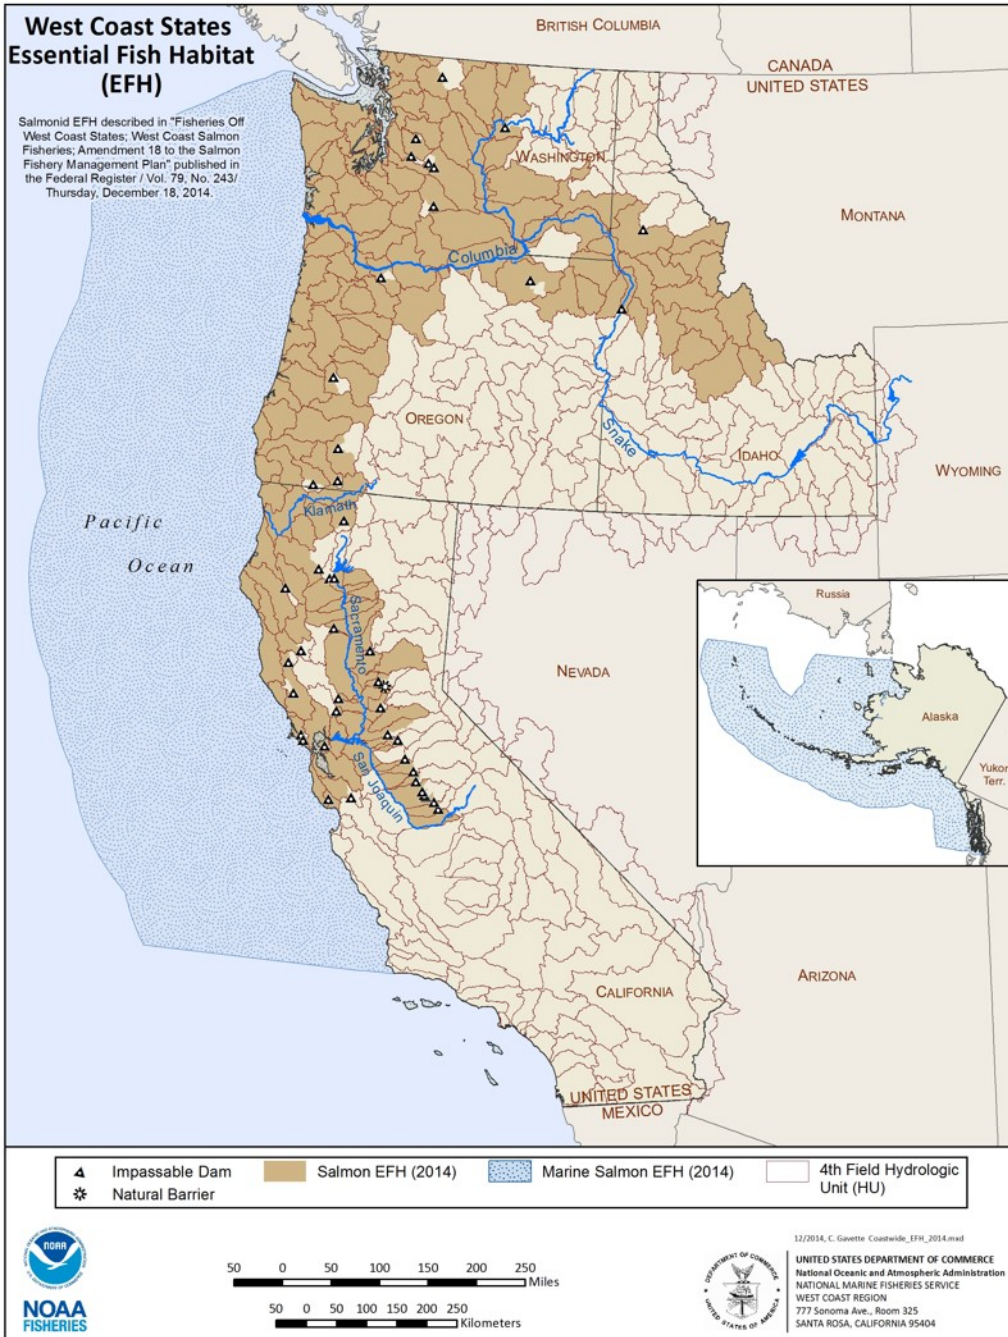 West Coast States
Essential Fish Habitat
(EFH)
Salmonid EFH described in "Fisheries Off
West Coast States; West Coast Salmon
Fisheries; Amendment 18 to the Salmon
Fishery Management Plan" published in
the Federal Register / Vol. 79, No. 243/
Thursday, December 18, 2014.
BRITISH COLUMBIA
CANADA
UNITED STATES
WASHINGTON
MONTANA
Columbia
OREGON
Snake
IDAHO
WYOMING
Klamath
Pacific
Ocean
Sacramento
NEVADA
San Joaquin
Russia
Alaska
Yukon
Terr.
ARIZONA
CALIFORNIA
UNITED STATES
MEXICO
Impassable Dam
Salmon EFH (2014)
Marine Salmon EFH (2014)
4th Field Hydrologic
Unit (HU)
Natural Barrier
12/2014, C. Gavette Coastwide_EFH_2014.mxd
NOAA
NOAA
FISHERIES
50 0 50 100 150 200 250
Miles
50 0 50 100 150 200 250
Kilometers
DEPARTMENT OF COMMERCE
UNITED STATES OF AMERICA
UNITED STATES DEPARTMENT OF COMMERCE
National Oceanic and Atmospheric Administration
NATIONAL MARINE FISHERIES SERVICE
WEST COAST REGION
777 Sonoma Ave., Room 325
SANTA ROSA, CALIFORNIA 95404